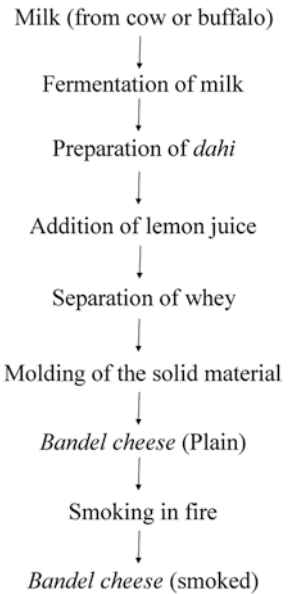 Milk (from cow or buffalo)
Fermentation of milk
Preparation of dahi
Addition of lemon juice
Separation of whey
Molding of the solid material
Bandel cheese (Plain)
Smoking in fire
Bandel cheese (smoked)